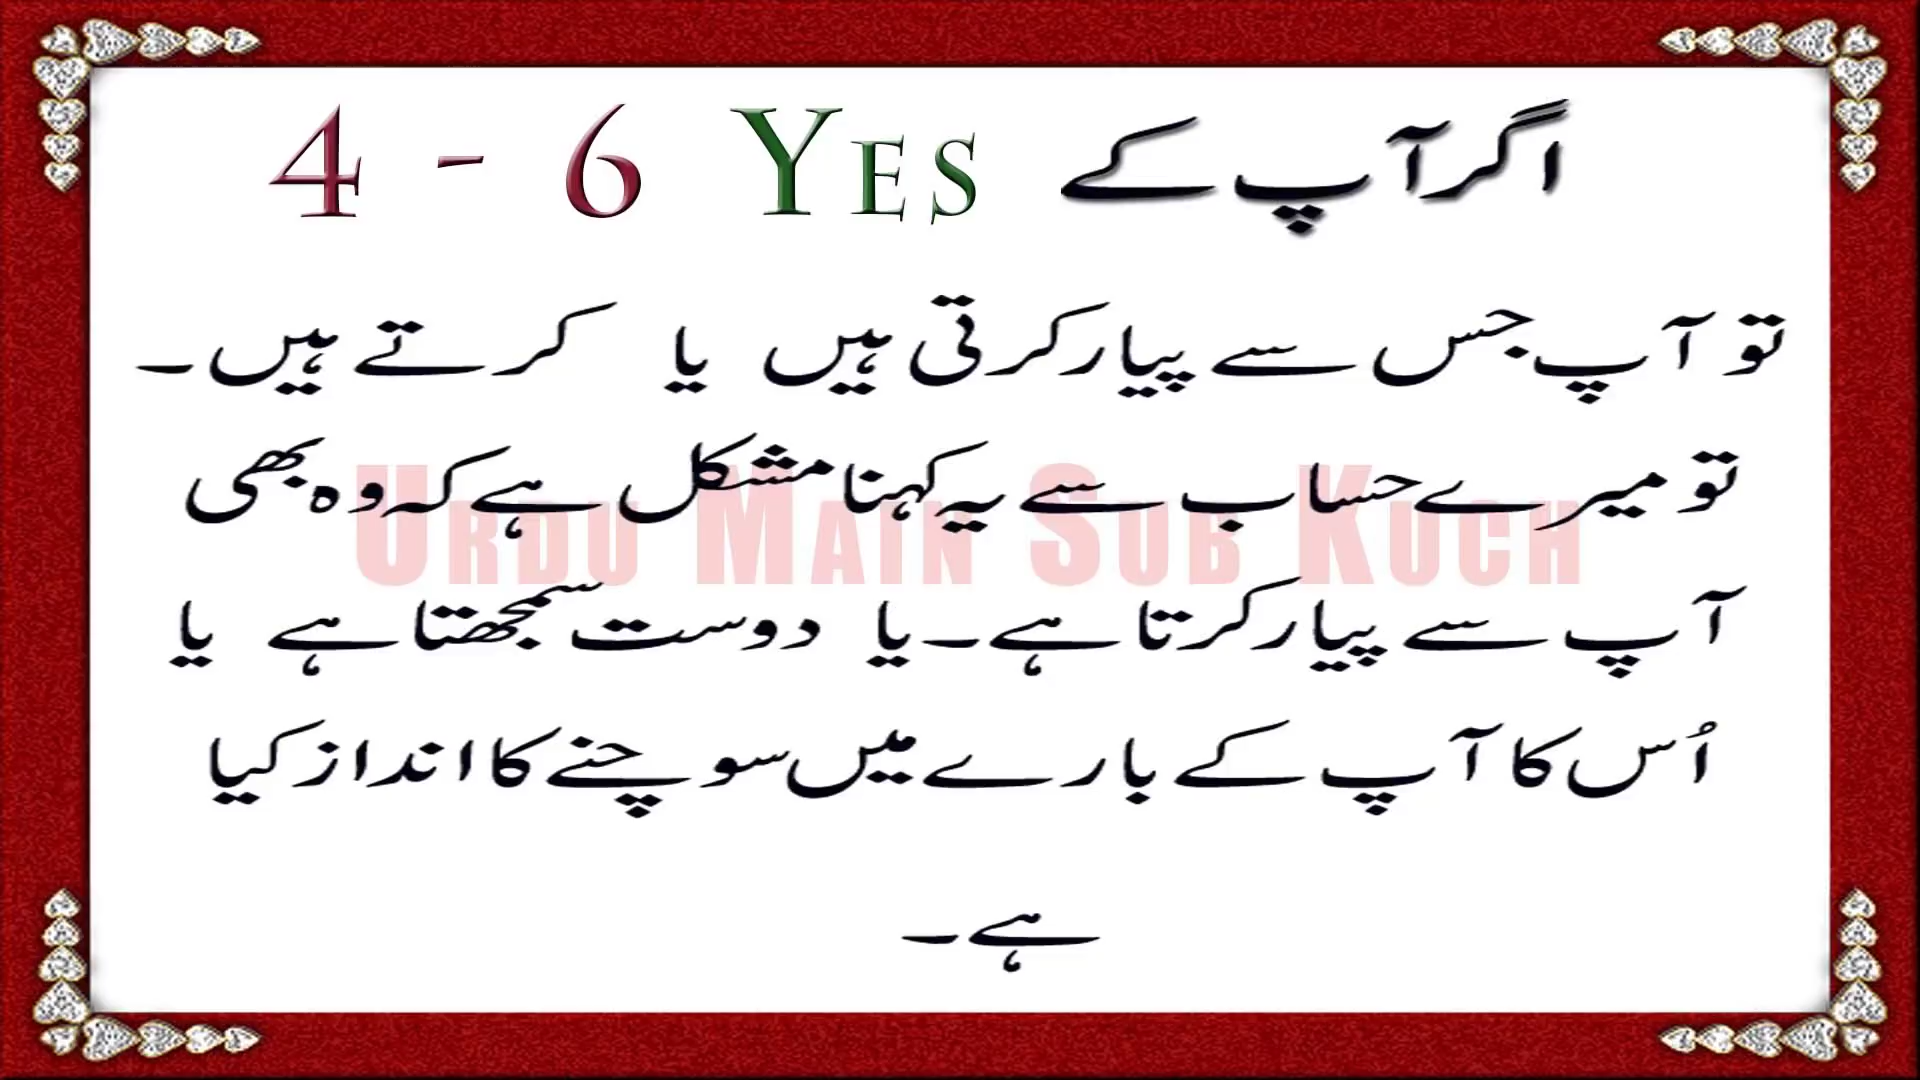 اگر آپ کے Yes 6 - 4
تو آپ جس سے پیار کرتی ہیں یا کرتے ہیں۔
تو میرے حساب سے یہ کہنا مشکل ہے کہ وہ بھی
Urdu Main Sub Kuch
آپ سے پیار کرتا ہے۔ یا دوست سمجھتا ہے یا
اُس کا آپ کے بارے میں سوچنے کا انداز کیا
ہے۔